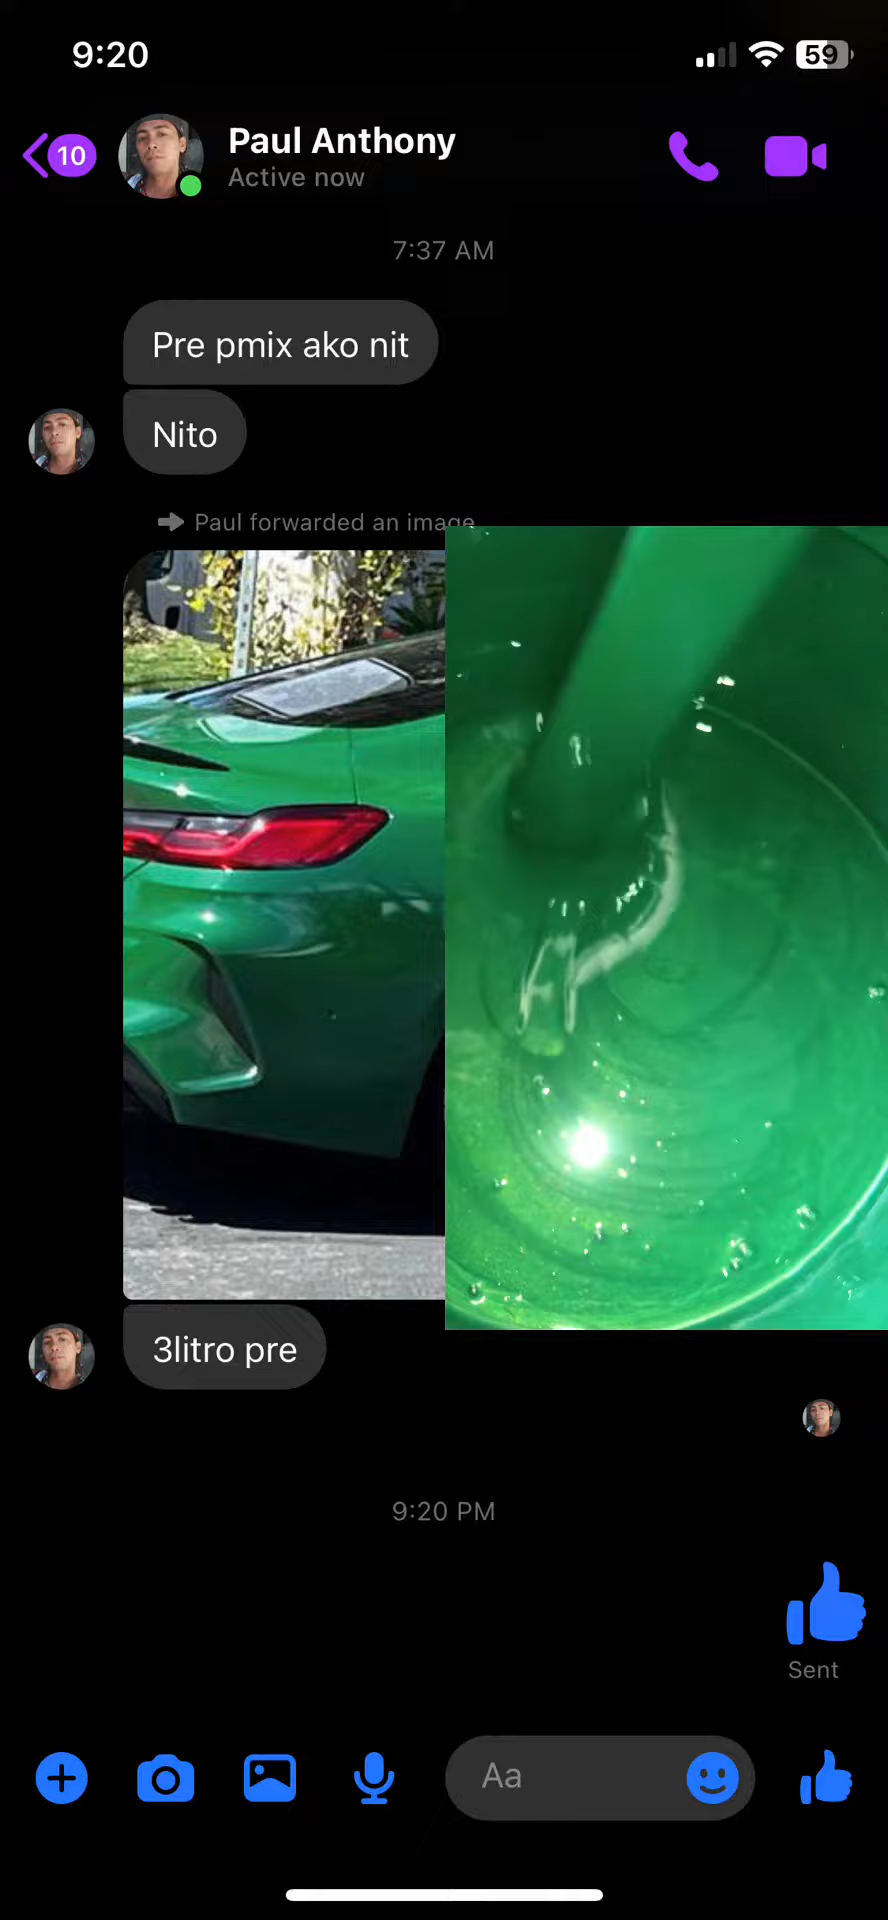 9:20
59
10
Paul Anthony
Active now
7:37 AM
Pre pmix ako nit
Nito
Paul forwarded an image
3litro pre
9:20 PM
Sent
Aa